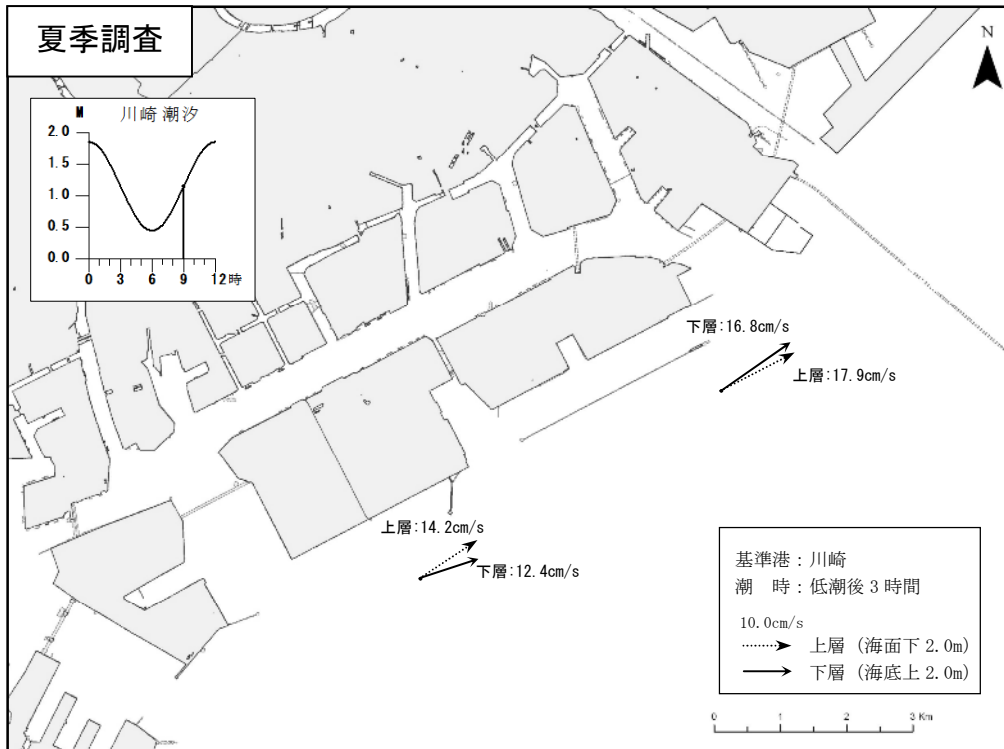 夏季調査
N
M 川崎潮汐
2.0
1.5
1.0
0.5
0.0
0 3 6 9 12時
下層:16.8cm/s
上層:17.9cm/s
上層:14.2cm/s
下層:12.4cm/s
基準港:川崎
潮 時:低潮後3時間
10.0cm/s
上層(海面下 2.0m)
下層(海底上 2.0m)
0 1 2 3 Km